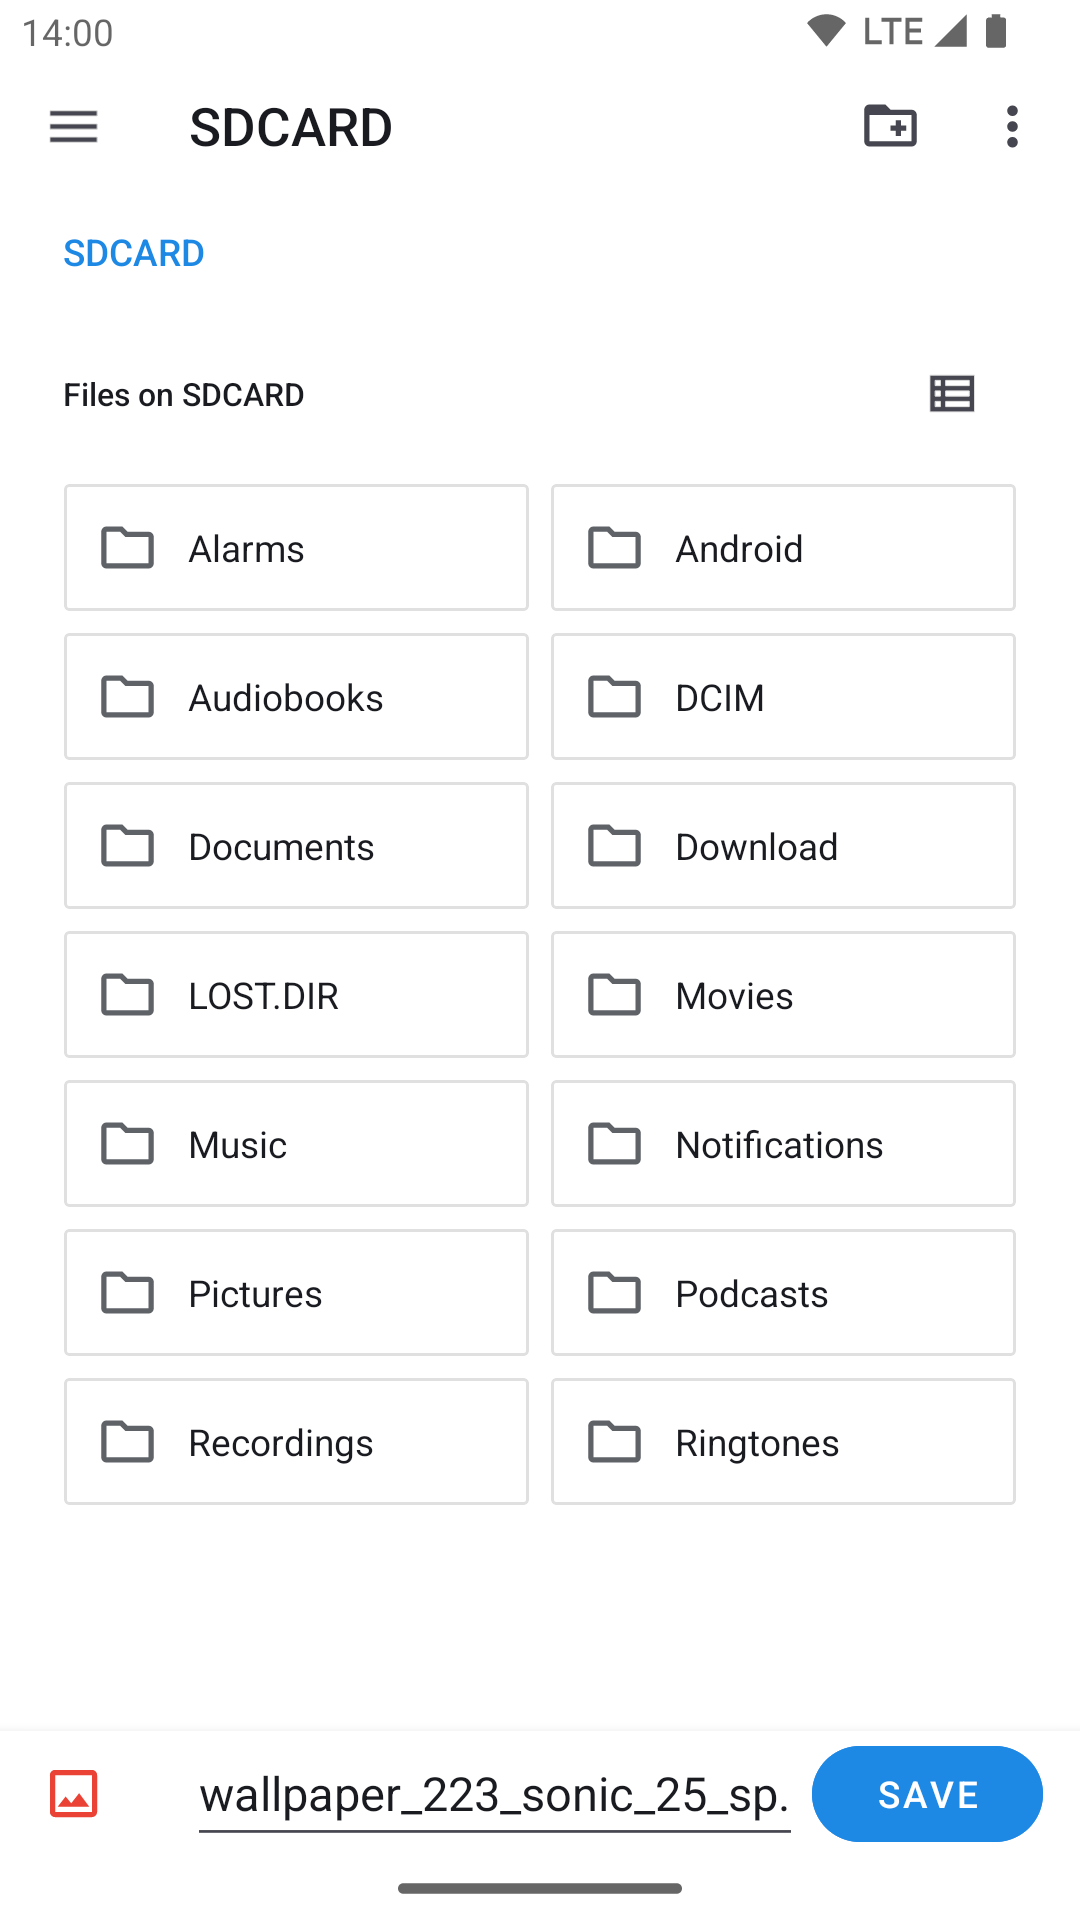 14:00
LTE
SDCARD
SDCARD
Files on SDCARD
Alarms
Android
Audiobooks
DCIM
Documents
Download
LOST.DIR
Movies
Music
Notifications
Pictures
Podcasts
Recordings
Ringtones
wallpaper_223_sonic_25_sp.
SAVE